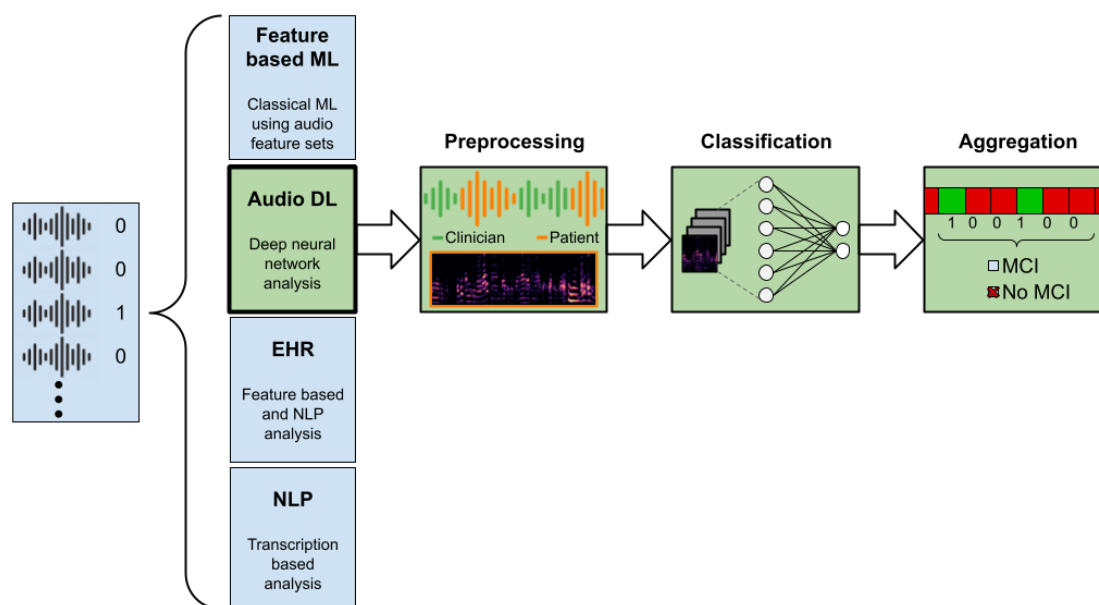 0
0
1
0
Feature
based ML
Classical ML
using audio
feature sets
Audio DL
Deep neural
network
analysis
EHR
Feature based
and NLP
analysis
NLP
Transcription
based
analysis
Preprocessing
Clinician Patient
Classification
Aggregation
1 0 0 1 0 0
MCI
No MCI